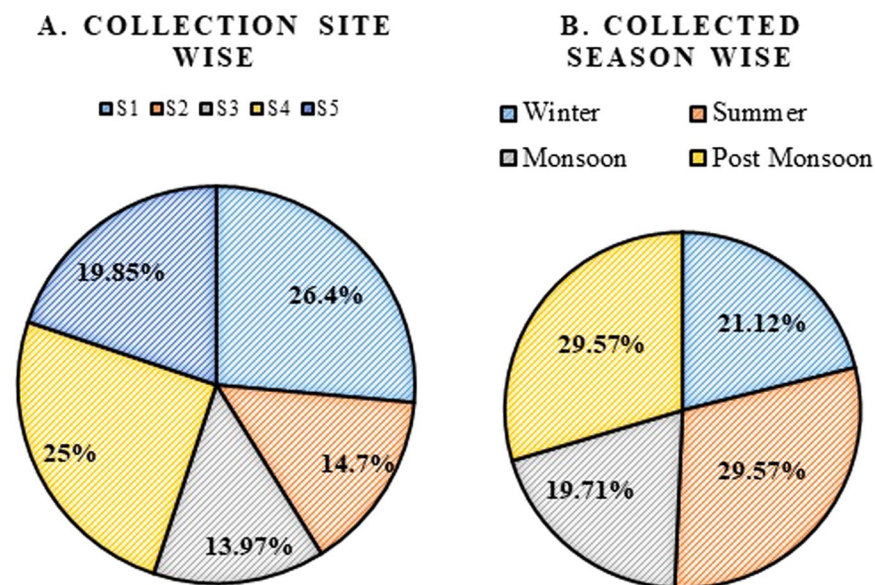 A. COLLECTION SITE
WISE
S1 S2 S3 S4 S5
19.85%
26.4%
25%
14.7%
13.97%
B. COLLECTED
SEASON WISE
Winter Summer
Monsoon Post Monsoon
21.12%
29.57%
29.57%
19.71%